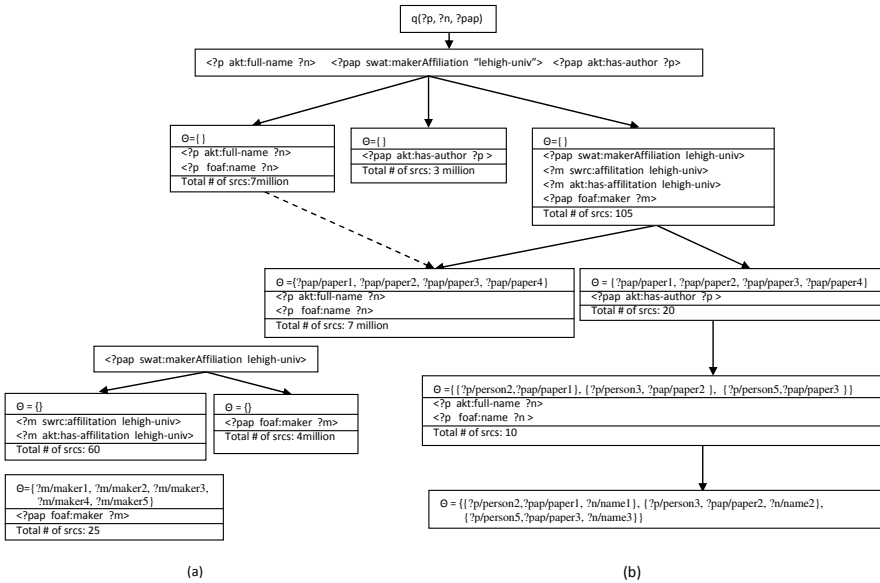 q(?p, ?n, ?pap)
<?p akt:full-name ?n> <?pap swat:makerAffiliation “lehigh-univ”> <?pap akt:has-author ?p>
Θ={ }
<?p akt:full-name ?n>
<?p foaf:name ?n>
Total # of srcs:7million
Θ={ }
<?pap akt:has-author ?p >
Total # of srcs: 3 million
Θ={ }
<?pap swat:makerAffiliation lehigh-univ>
<?m swrc:affilitation lehigh-univ>
<?m akt:has-affilitation lehigh-univ>
<?pap foaf:maker ?m>
Total # of srcs: 105
Θ ={?pap/paper1, ?pap/paper2, ?pap/paper3, ?pap/paper4}
<?p akt:full-name ?n>
<?p foaf:name ?n>
Total # of srcs: 7 million
Θ = {?pap/paper1, ?pap/paper2, ?pap/paper3, ?pap/paper4}
<?pap akt:has-author ?p >
Total # of srcs: 20
<?pap swat:makerAffiliation lehigh-univ>
Θ = {}
<?m swrc:affilitation lehigh-univ>
<?m akt:has-affilitation lehigh-univ>
Total # of srcs: 60
Θ = {}
<?pap foaf:maker ?m>
Total # of srcs: 4million
Θ={?m/maker1, ?m/maker2, ?m/maker3,
?m/maker4, ?m/maker5}
<?pap foaf:maker ?m>
Total # of srcs: 25
Θ ={{?p/person2,?pap/paper1}, {?p/person3, ?pap/paper2 }, {?p/person5,?pap/paper3 }}
<?p akt:full-name ?n>
<?p foaf:name ?n >
Total # of srcs: 10
Θ = {{?p/person2,?pap/paper1, ?n/name1}, {?p/person3, ?pap/paper2, ?n/name2},
{?p/person5,?pap/paper3, ?n/name3}}
(a)
(b)